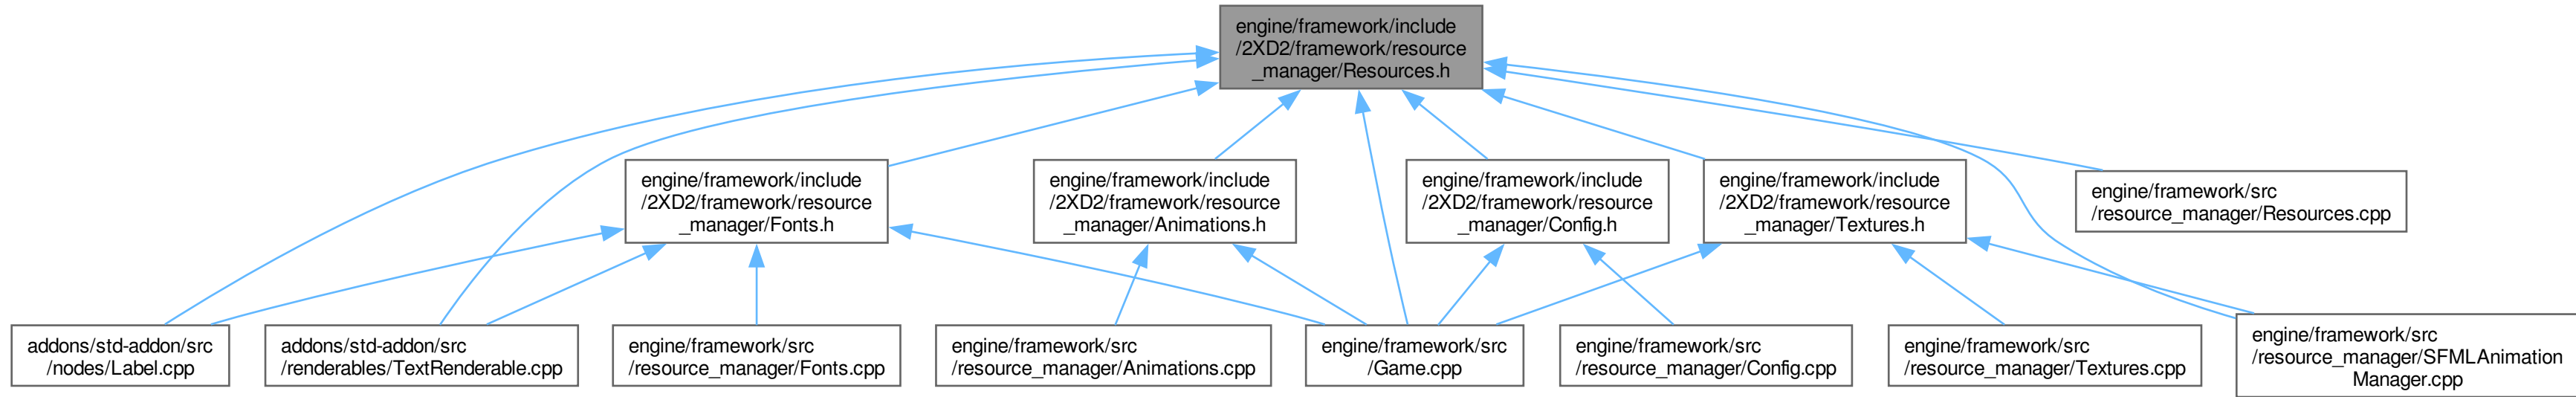 engine/framework/include
/2XD2/framework/resource
_manager/Resources.h
engine/framework/include
/2XD2/framework/resource
_manager/Fonts.h
engine/framework/include
/2XD2/framework/resource
_manager/Animations.h
engine/framework/include
/2XD2/framework/resource
_manager/Config.h
engine/framework/include
/2XD2/framework/resource
_manager/Textures.h
engine/framework/src
/resource_manager/Resources.cpp
addons/std-addon/src
/nodes/Label.cpp
addons/std-addon/src
/renderables/TextRenderable.cpp
engine/framework/src
/resource_manager/Fonts.cpp
engine/framework/src
/resource_manager/Animations.cpp
engine/framework/src
/Game.cpp
engine/framework/src
/resource_manager/Config.cpp
engine/framework/src
/resource_manager/Textures.cpp
engine/framework/src
/resource_manager/SFMLAnimation
Manager.cpp